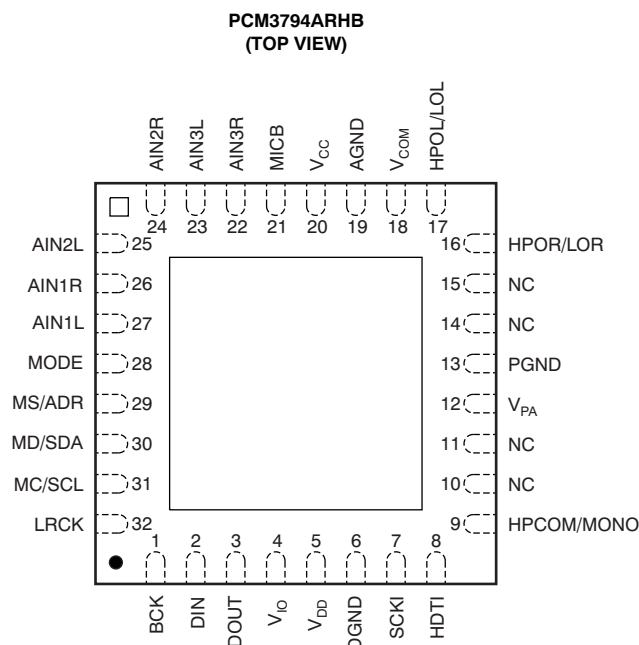 PCM3794ARHB
(TOP VIEW)
AIN2R AIN3L AIN3R MICB VCC AGND VCOM HPOL/LOL
24 23 22 21 20 19 18 17
AIN2L 25 16 HPOR/LOR
AIN1R 26 15 NC
AIN1L 27 14 NC
MODE 28 13 PGND
MS/ADR 29 12 VPA
MD/SDA 30 11 NC
MC/SCL 31 10 NC
LRCK 32 9 HPCOM/MONO
1 2 3 4 5 6 7 8
BCK DIN DOUT VIO VDD DGND SCKI HDTI